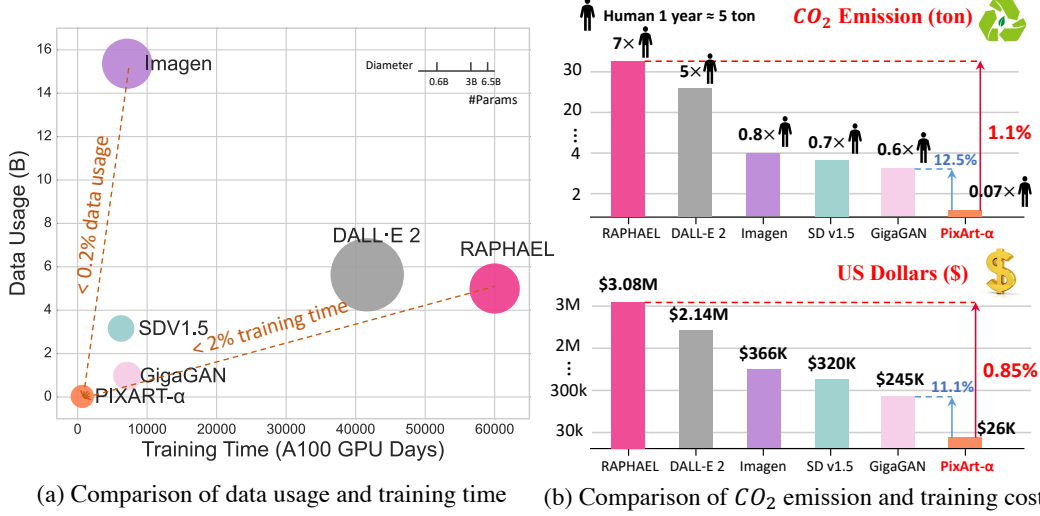 16
14
12
10
8
6
4
2
0
Data Usage (B)
Imagen
Diameter
0.6B 3B 6.5B
#Params
< 0.2% data usage
DALL·E 2
RAPHAEL
SDV1.5
< 2% training time
GigaGAN
PIXART-α
0 10000 20000 30000 40000 50000 60000
Training Time (A100 GPU Days)
(a) Comparison of data usage and training time
Human 1 year ≈ 5 ton
CO₂ Emission (ton)
30
20
⋮
4
2
7×
5×
0.8×
0.7×
0.6×
12.5%
1.1%
0.07×
RAPHAEL DALL-E 2 Imagen SD v1.5 GigaGAN PixArt-α
US Dollars ($)
$
3M
2M
⋮
300k
30k
$3.08M
$2.14M
$366K
$320K
$245K
11.1%
0.85%
$26K
RAPHAEL DALL-E 2 Imagen SD v1.5 GigaGAN PixArt-α
(b) Comparison of CO₂ emission and training cost